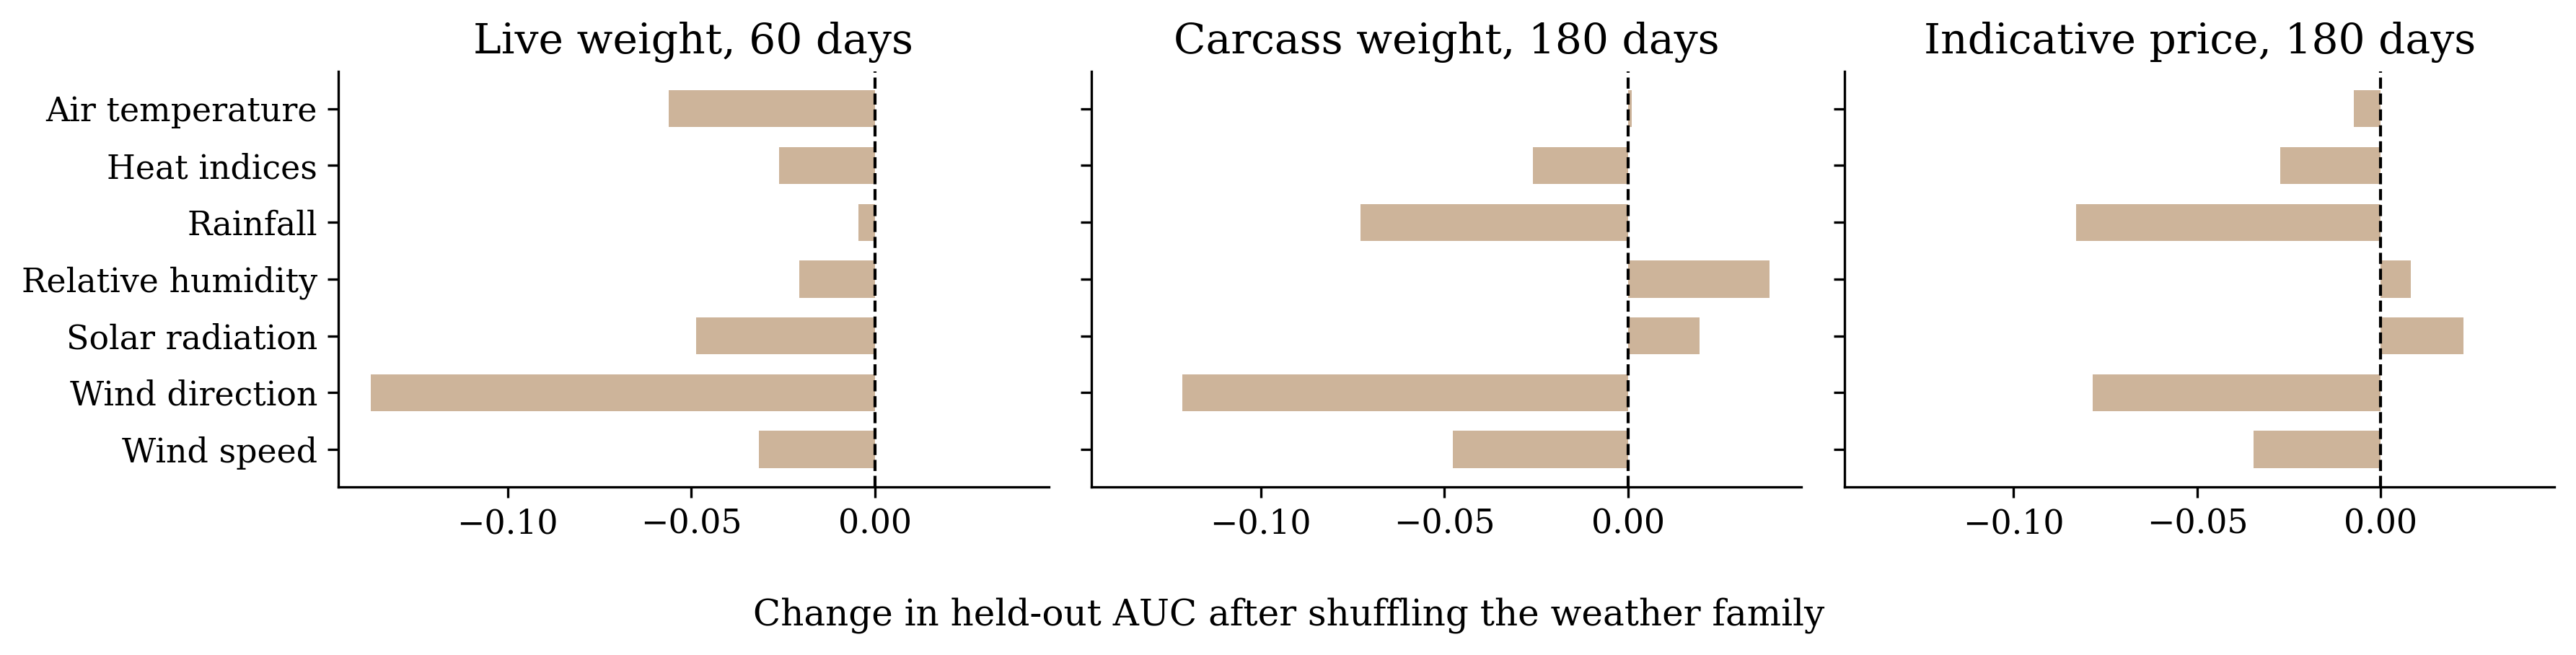 Live weight, 60 days
Carcass weight, 180 days
Indicative price, 180 days
Air temperature
Heat indices
Rainfall
Relative humidity
Solar radiation
Wind direction
Wind speed
−0.10 −0.05 0.00
−0.10 −0.05 0.00
−0.10 −0.05 0.00
Change in held-out AUC after shuffling the weather family